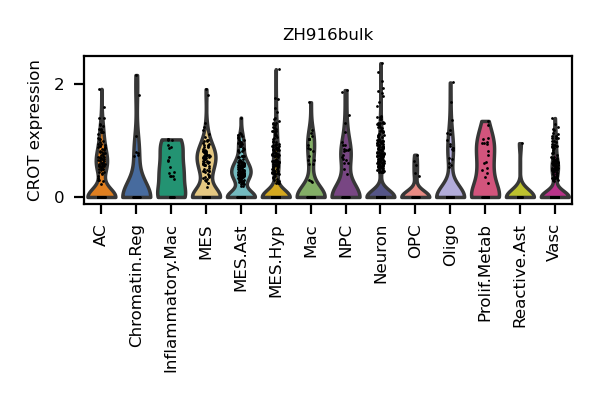 ZH916bulk
CROT expression
2
0
AC
Chromatin.Reg
Inflammatory.Mac
MES
MES.Ast
MES.Hyp
Mac
NPC
Neuron
OPC
Oligo
Prolif.Metab
Reactive.Ast
Vasc